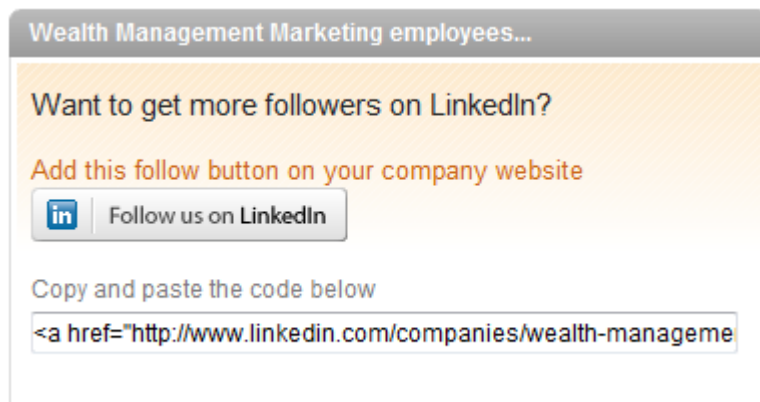 Wealth Management Marketing employees...
Want to get more followers on LinkedIn?
Add this follow button on your company website
in Follow us on LinkedIn
Copy and paste the code below
<a href="http://www.linkedin.com/companies/wealth-manageme